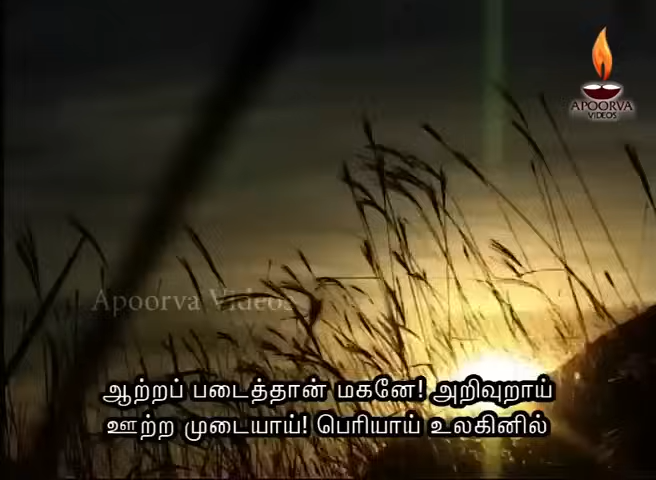 APOORVA
VIDEOS
Apoorva Videos
ஆற்றப் படைத்தான் மகனே! அறிவுறாய்
ஊற்ற முடையாய்! பெரியாய் உலகினில்